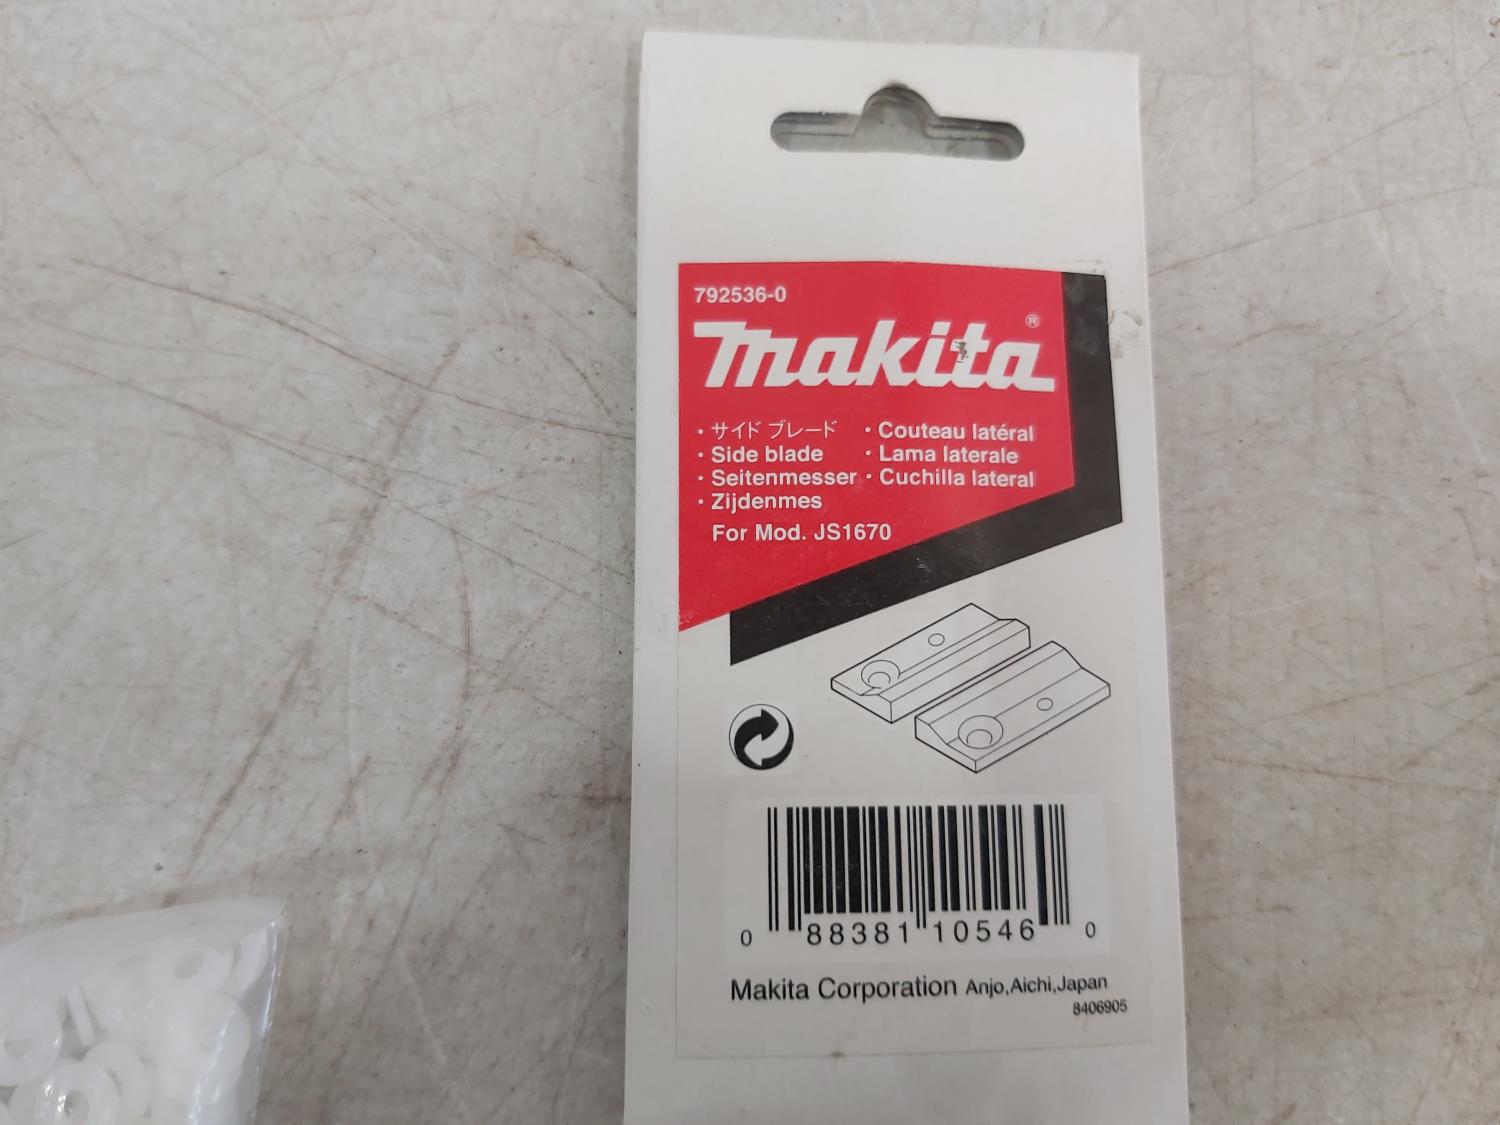 792536-0
makita®
・サイド ブレード
・Side blade
・Seitenmesser
・Zijdenmes
・Couteau latéral
・Lama laterale
・Cuchilla lateral
For Mod. JS1670
0 88381 10546 0
Makita Corporation Anjo,Aichi,Japan
8406905